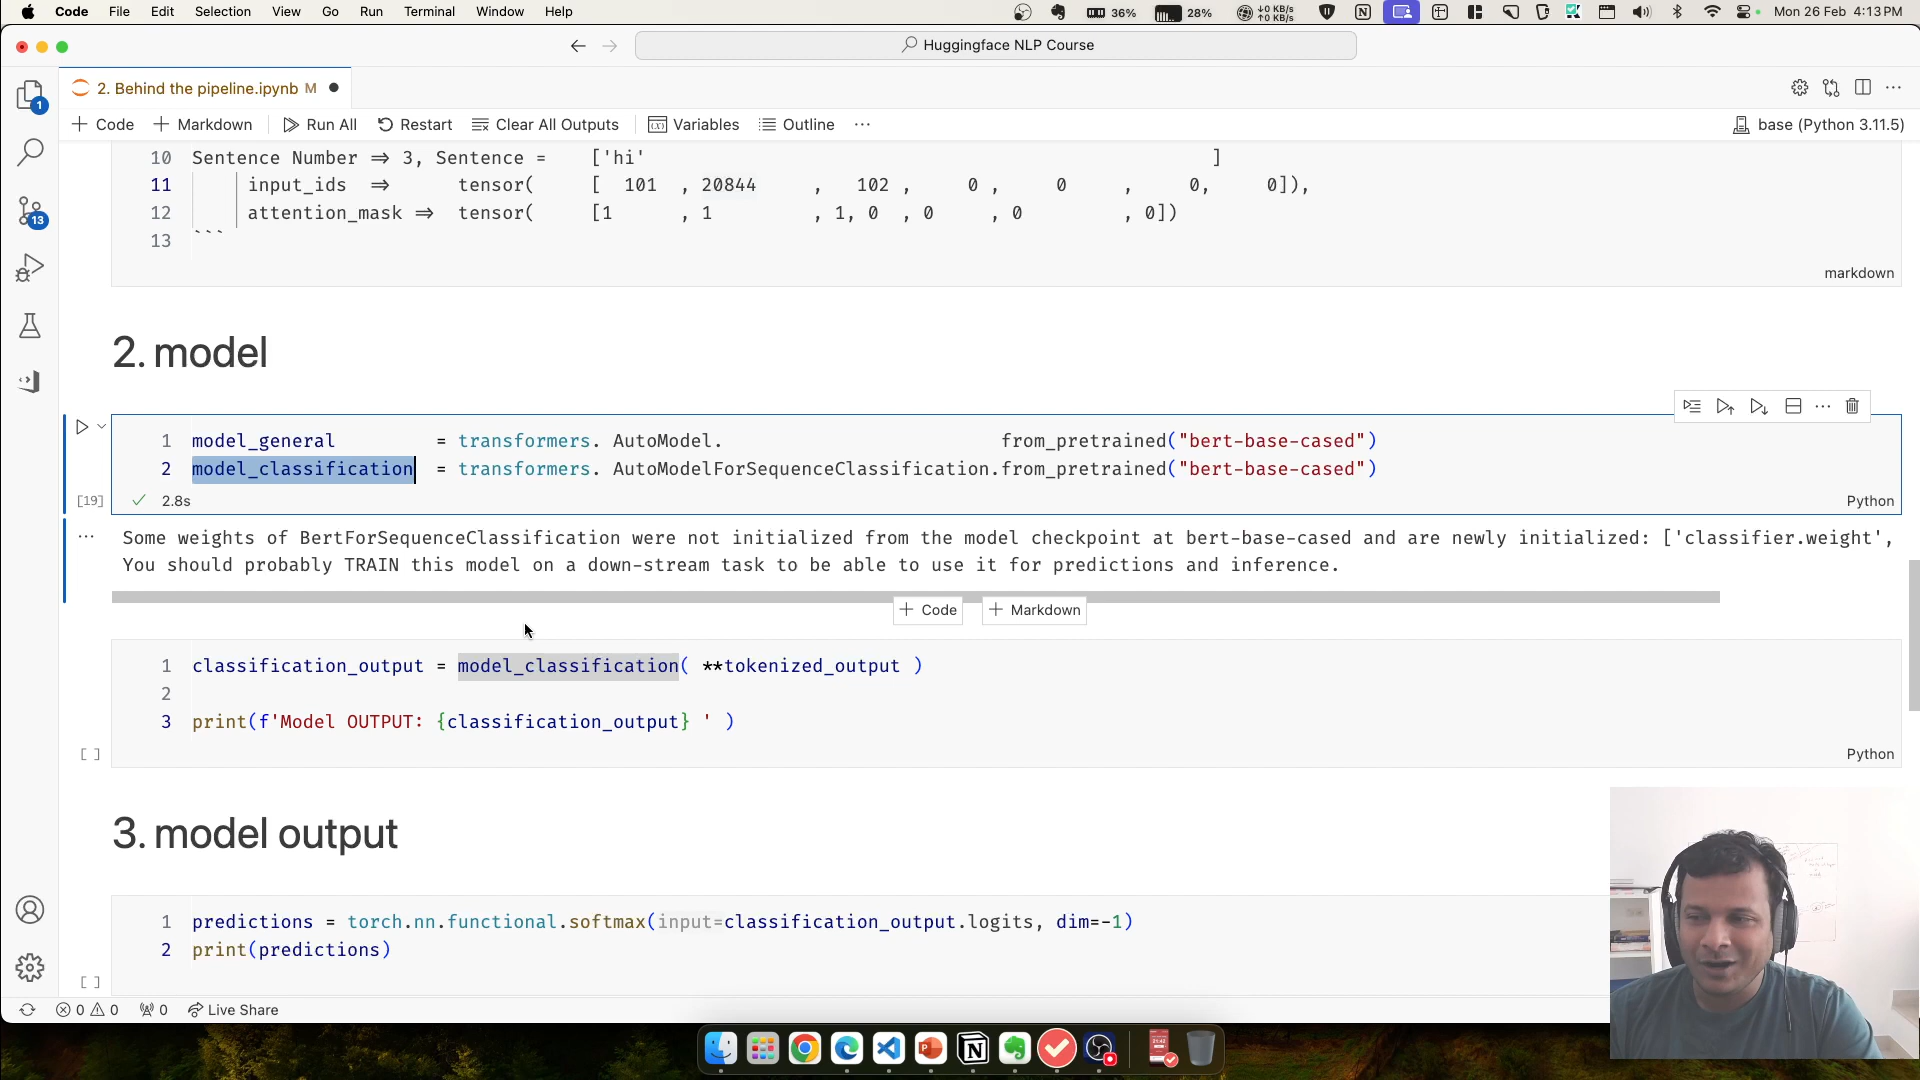 Code File Edit Selection View Go Run Terminal Window Help 36% 28% ↓0 KB/s ↑0 KB/s Mon 26 Feb 4:13 PM
Huggingface NLP Course
2. Behind the pipeline.ipynb M
+ Code + Markdown Run All Restart Clear All Outputs Variables Outline ... base (Python 3.11.5)
10 Sentence Number ⇒ 3, Sentence = ['hi' ]
11 input_ids ⇒ tensor( [ 101 , 20844 , 102 , 0 , 0 , 0, 0]),
12 attention_mask ⇒ tensor( [1 , 1 , 1, 0 , 0 , 0 , 0])
13 ```
markdown
2. model
1 model_general = transformers. AutoModel. from_pretrained("bert-base-cased")
2 model_classification = transformers. AutoModelForSequenceClassification.from_pretrained("bert-base-cased")
[19] ✓ 2.8s Python
Some weights of BertForSequenceClassification were not initialized from the model checkpoint at bert-base-cased and are newly initialized: ['classifier.weight',
You should probably TRAIN this model on a down-stream task to be able to use it for predictions and inference.
+ Code + Markdown
1 classification_output = model_classification( **tokenized_output )
2
3 print(f'Model OUTPUT: {classification_output} ' )
[ ] Python
3. model output
1 predictions = torch.nn.functional.softmax(input=classification_output.logits, dim=-1)
2 print(predictions)
[ ]
0 0 0 Live Share
1
13